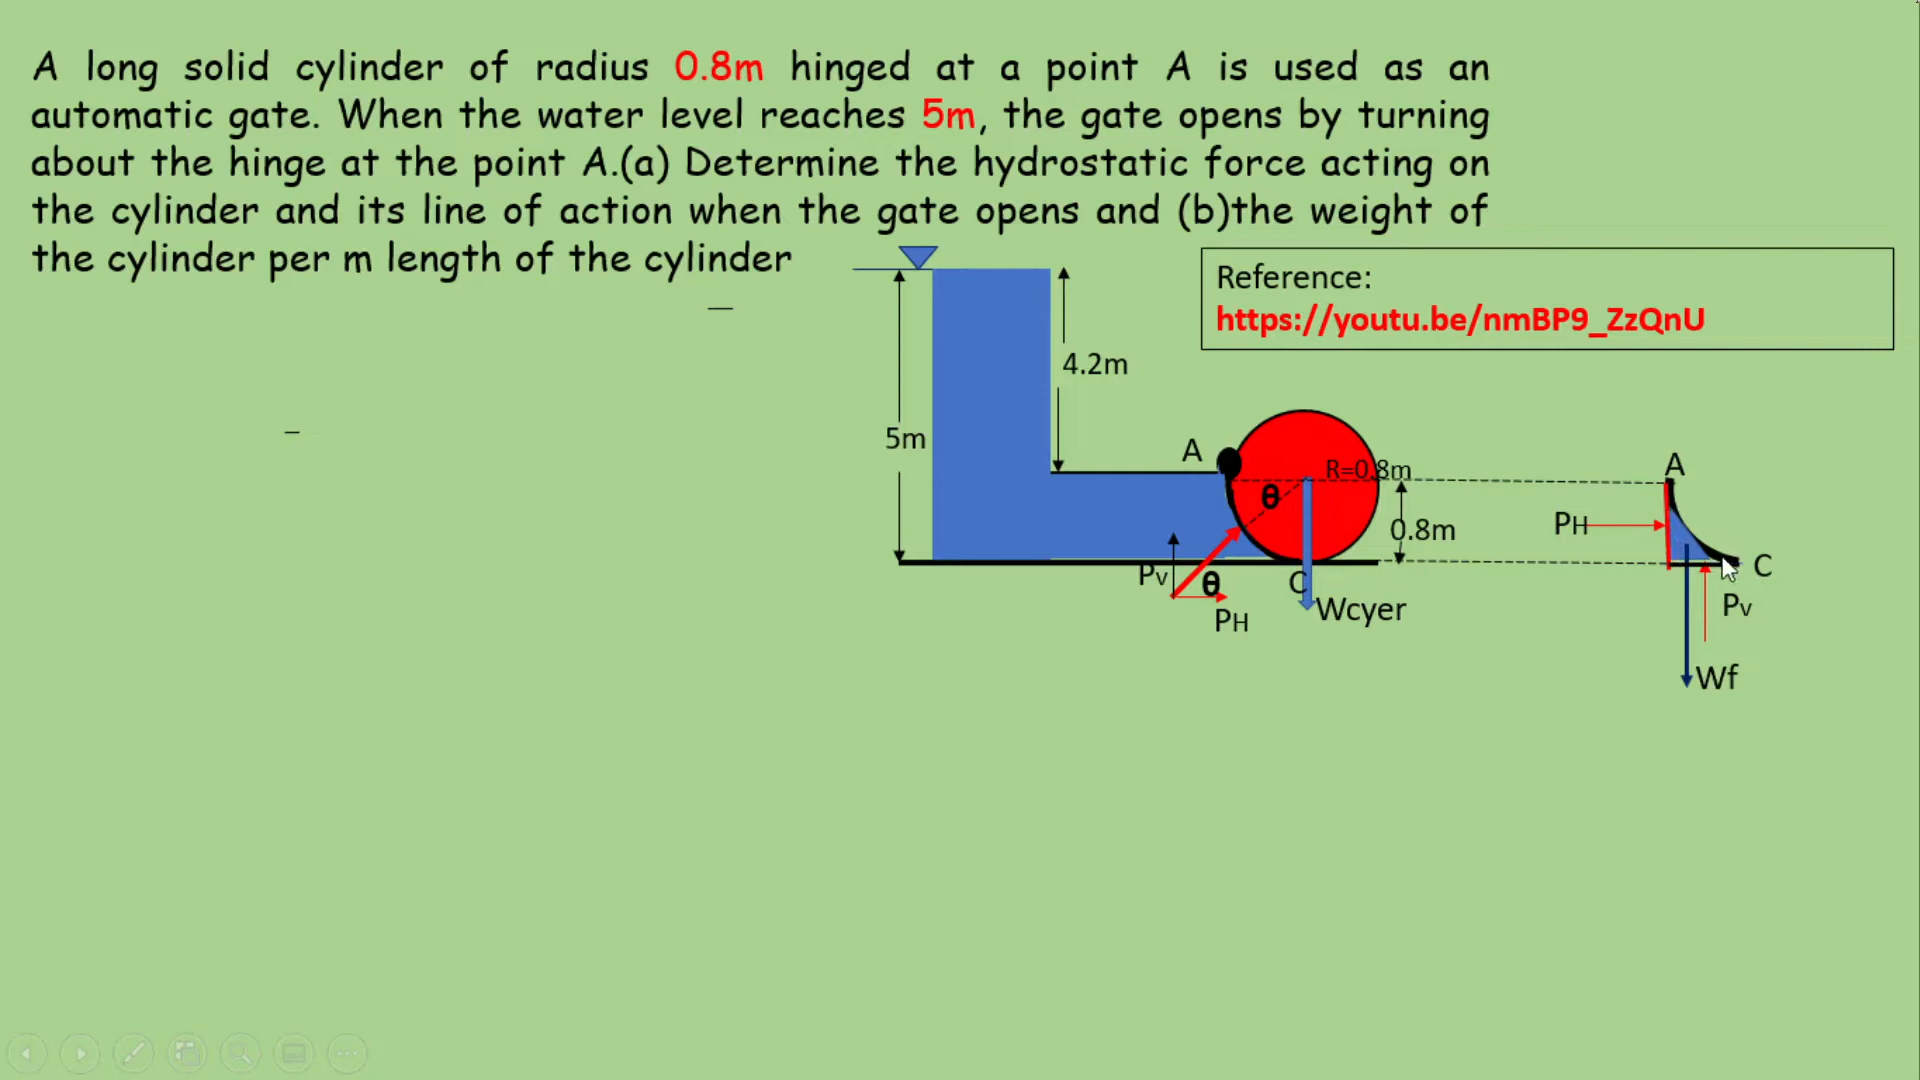 A long solid cylinder of radius 0.8m hinged at a point A is used as an
automatic gate. When the water level reaches 5m, the gate opens by turning
about the hinge at the point A.(a) Determine the hydrostatic force acting on
the cylinder and its line of action when the gate opens and (b)the weight of
the cylinder per m length of the cylinder
Reference:
https://youtu.be/nmBP9_ZzQnU
4.2m
5m
A
R=0.8m
θ
0.8m
PV
θ
C
PH
Wcyer
A
PH
C
PV
Wf